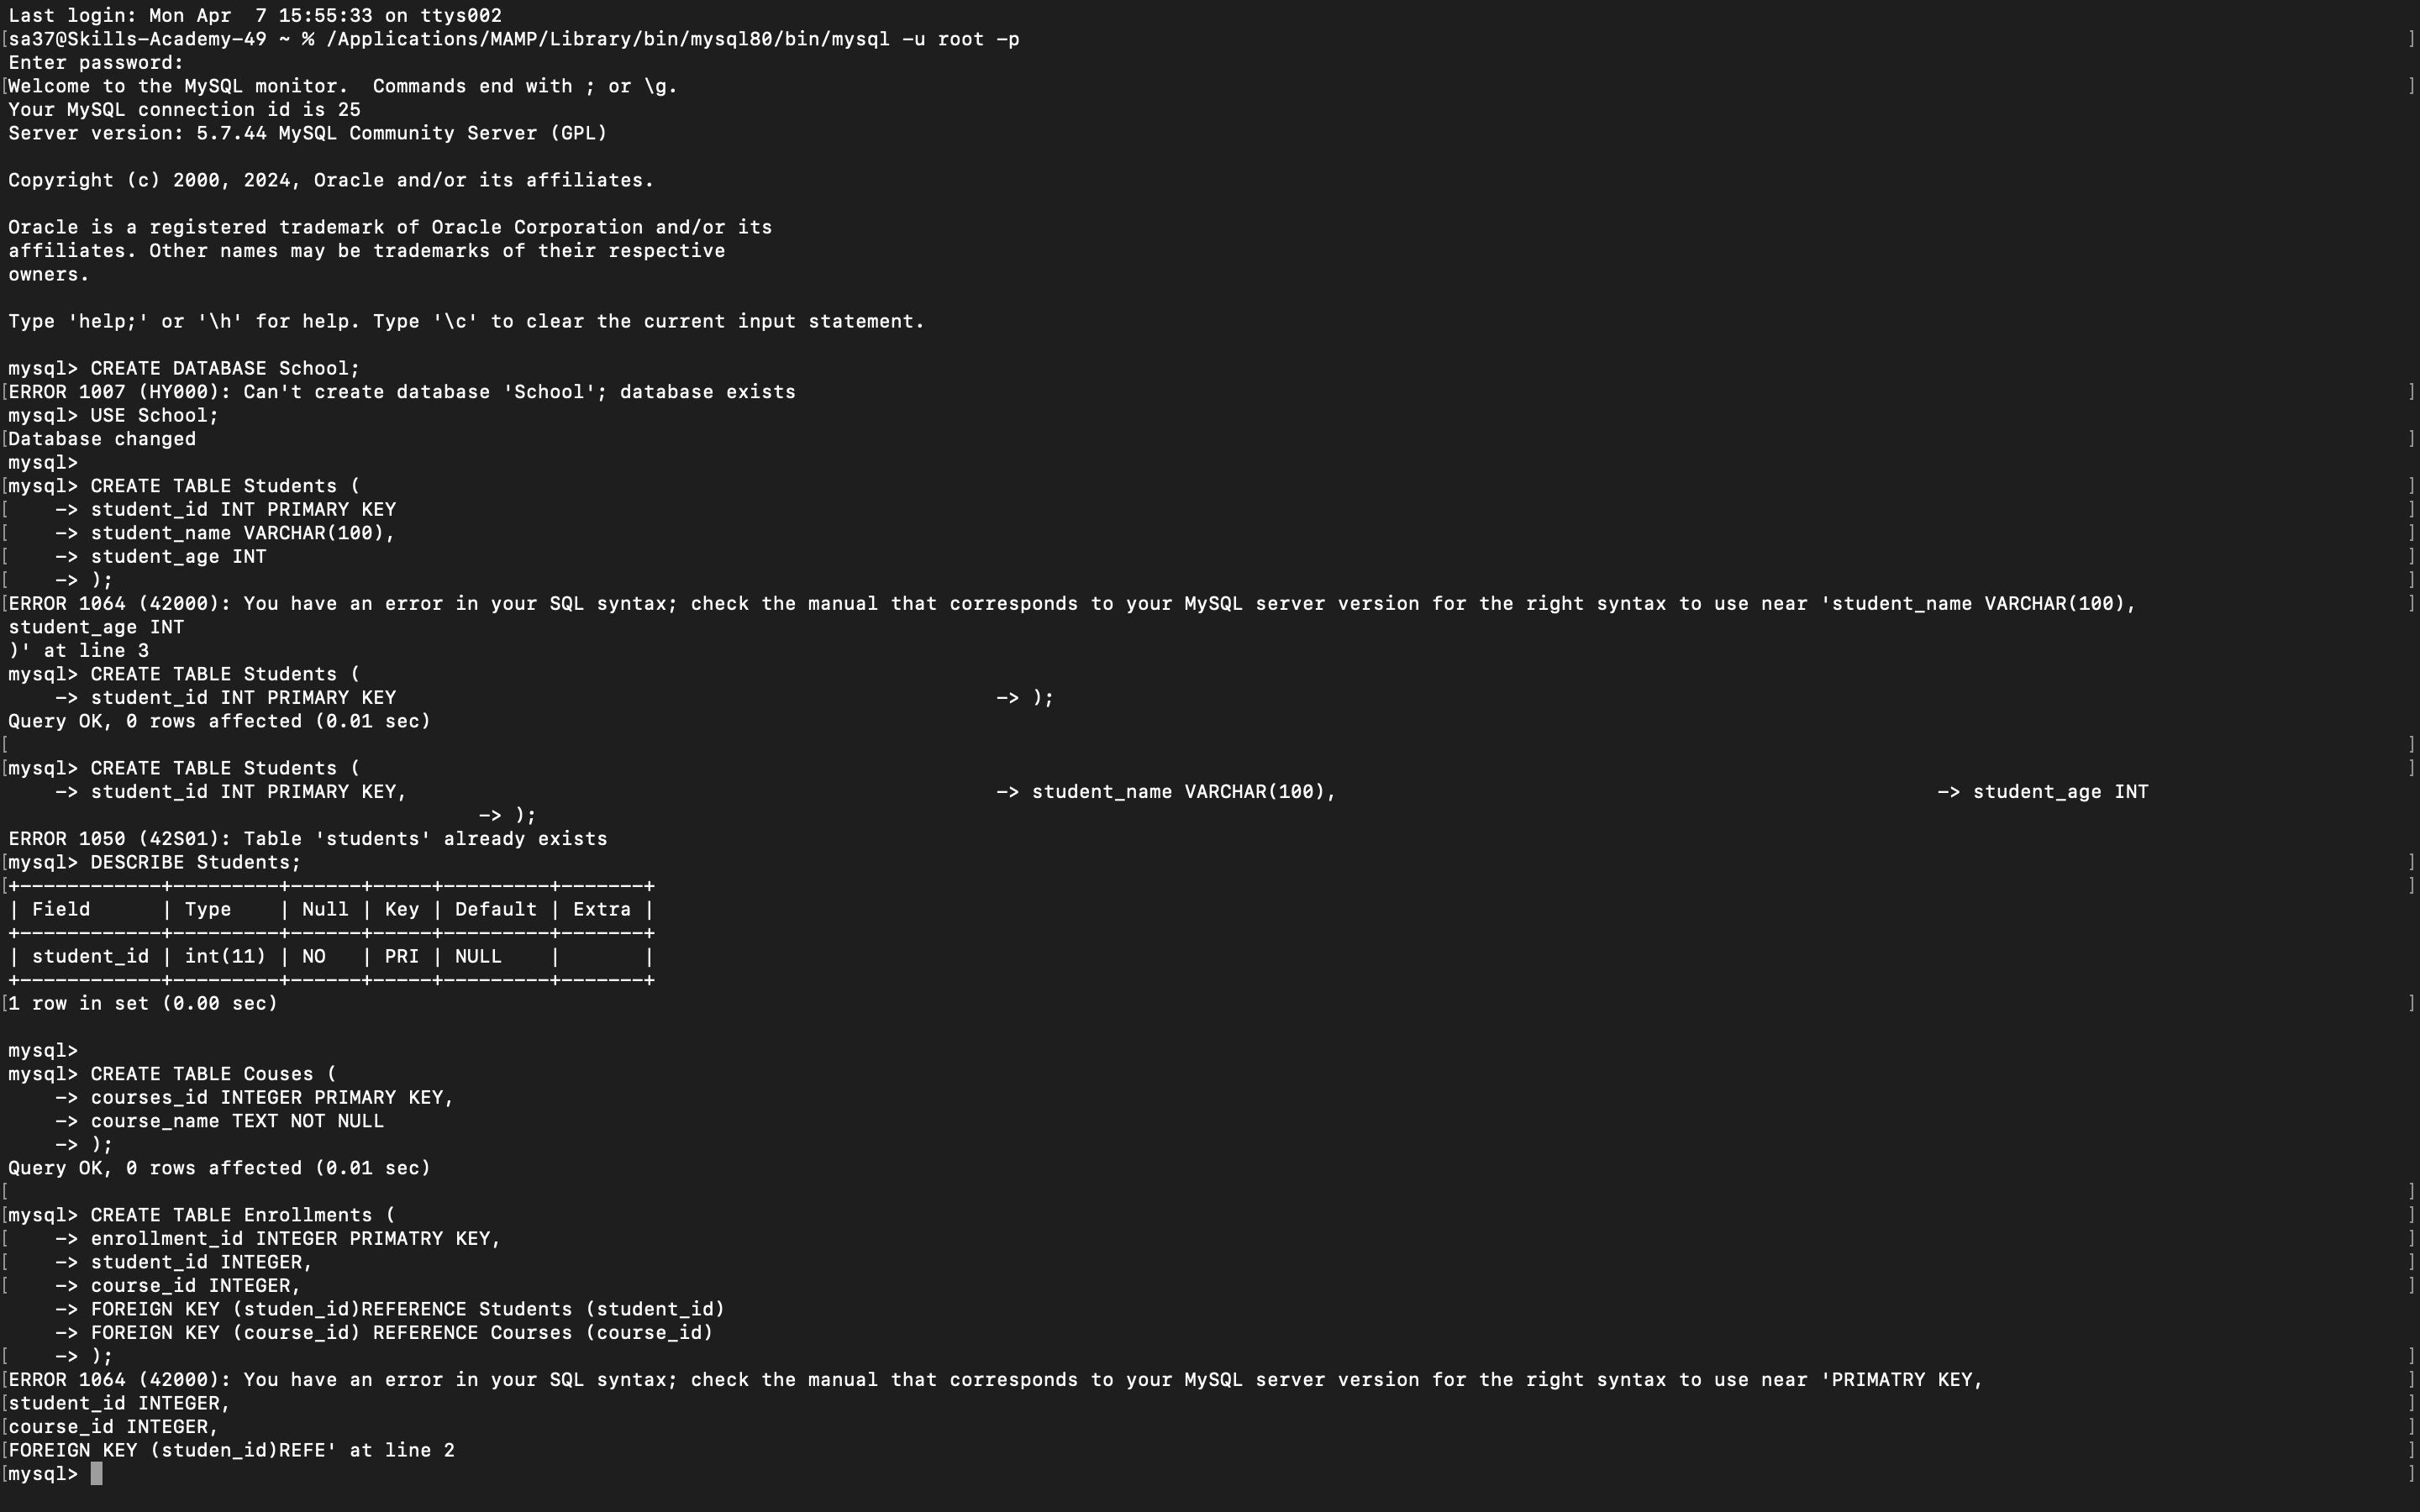 Last login: Mon Apr  7 15:55:33 on ttys002
[sa37@Skills-Academy-49 ~ % /Applications/MAMP/Library/bin/mysql80/bin/mysql -u root -p ]
Enter password:
[Welcome to the MySQL monitor.  Commands end with ; or \g. ]
Your MySQL connection id is 25
Server version: 5.7.44 MySQL Community Server (GPL)

Copyright (c) 2000, 2024, Oracle and/or its affiliates.

Oracle is a registered trademark of Oracle Corporation and/or its
affiliates. Other names may be trademarks of their respective
owners.

Type 'help;' or '\h' for help. Type '\c' to clear the current input statement.

mysql> CREATE DATABASE School;
[ERROR 1007 (HY000): Can't create database 'School'; database exists ]
mysql> USE School;
[Database changed ]
mysql>
[mysql> CREATE TABLE Students ( ]
[    -> student_id INT PRIMARY KEY ]
[    -> student_name VARCHAR(100), ]
[    -> student_age INT ]
[    -> ); ]
[ERROR 1064 (42000): You have an error in your SQL syntax; check the manual that corresponds to your MySQL server version for the right syntax to use near 'student_name VARCHAR(100), ]
student_age INT
)' at line 3
mysql> CREATE TABLE Students (
    -> student_id INT PRIMARY KEY    -> );
Query OK, 0 rows affected (0.01 sec)
[ ]
[mysql> CREATE TABLE Students ( ]
    -> student_id INT PRIMARY KEY,    -> student_name VARCHAR(100),    -> student_age INT
    -> );
ERROR 1050 (42S01): Table 'students' already exists
[mysql> DESCRIBE Students; ]
[+------------+---------+------+-----+---------+-------+ ]
| Field      | Type    | Null | Key | Default | Extra |
+------------+---------+------+-----+---------+-------+
| student_id | int(11) | NO   | PRI | NULL    |       |
+------------+---------+------+-----+---------+-------+
[1 row in set (0.00 sec) ]

mysql>
mysql> CREATE TABLE Couses (
    -> courses_id INTEGER PRIMARY KEY,
    -> course_name TEXT NOT NULL
    -> );
Query OK, 0 rows affected (0.01 sec)
[ ]
[mysql> CREATE TABLE Enrollments ( ]
[    -> enrollment_id INTEGER PRIMATRY KEY, ]
[    -> student_id INTEGER, ]
[    -> course_id INTEGER, ]
    -> FOREIGN KEY (studen_id)REFERENCE Students (student_id)
    -> FOREIGN KEY (course_id) REFERENCE Courses (course_id)
[    -> ); ]
[ERROR 1064 (42000): You have an error in your SQL syntax; check the manual that corresponds to your MySQL server version for the right syntax to use near 'PRIMATRY KEY, ]
[student_id INTEGER, ]
[course_id INTEGER, ]
[FOREIGN KEY (studen_id)REFE' at line 2 ]
[mysql> ]